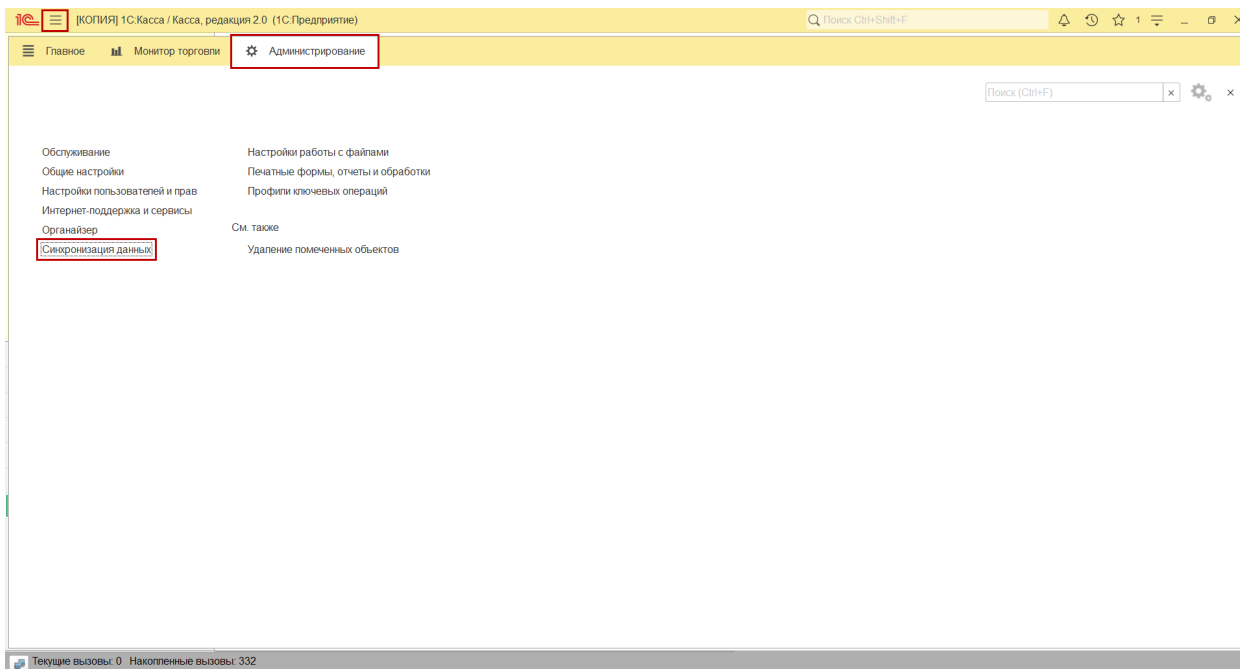 1С [КОПИЯ] 1С:Касса / Касса, редакция 2.0 (1С:Предприятие) Поиск Ctrl+Shift+F 1
Главное Монитор торговли Администрирование
Поиск (Ctrl+F)
Обслуживание Настройки работы с файлами
Общие настройки Печатные формы, отчеты и обработки
Настройки пользователей и прав Профили ключевых операций
Интернет-поддержка и сервисы
Органайзер См. также
Синхронизация данных Удаление помеченных объектов
Текущие вызовы: 0 Накопленные вызовы: 332